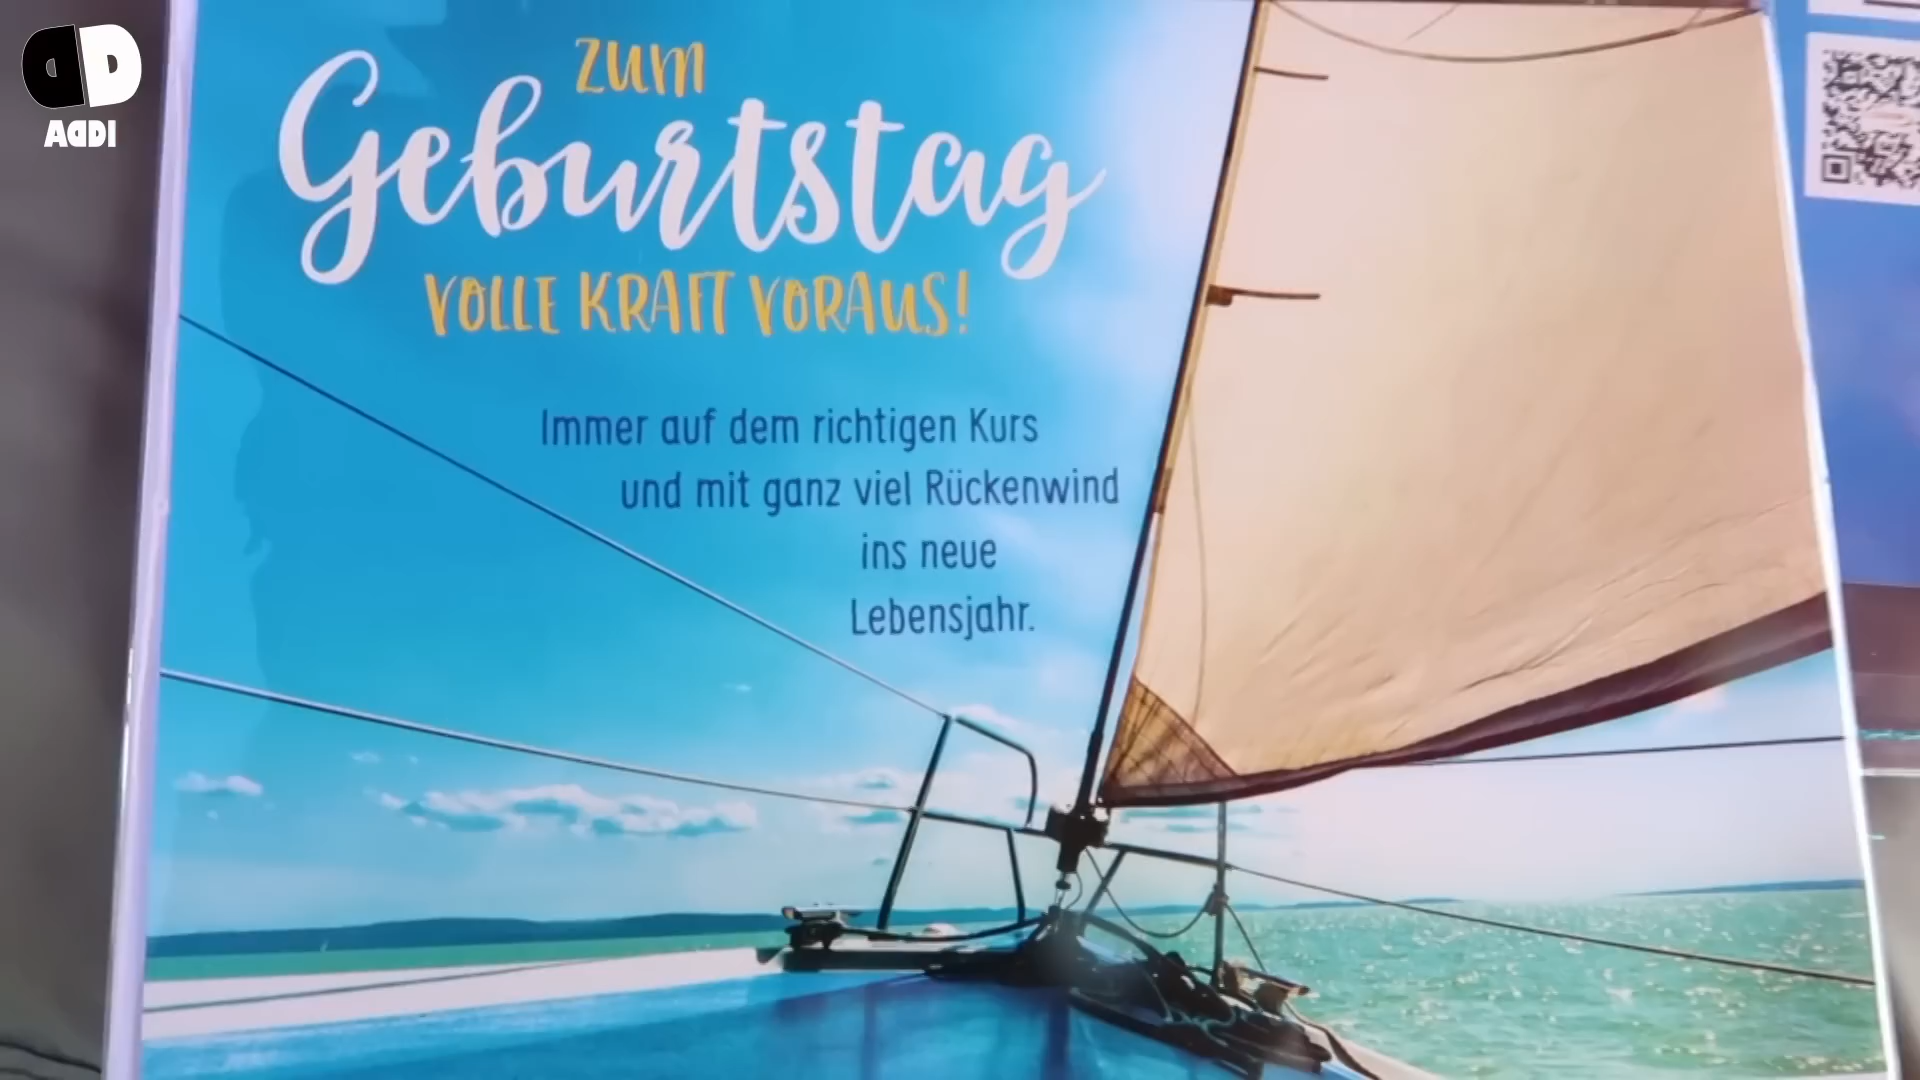 ADDI
zum
Geburtstag
VOLLE KRAFT VORAUS!
Immer auf dem richtigen Kurs
und mit ganz viel Rückenwind
ins neue
Lebensjahr.